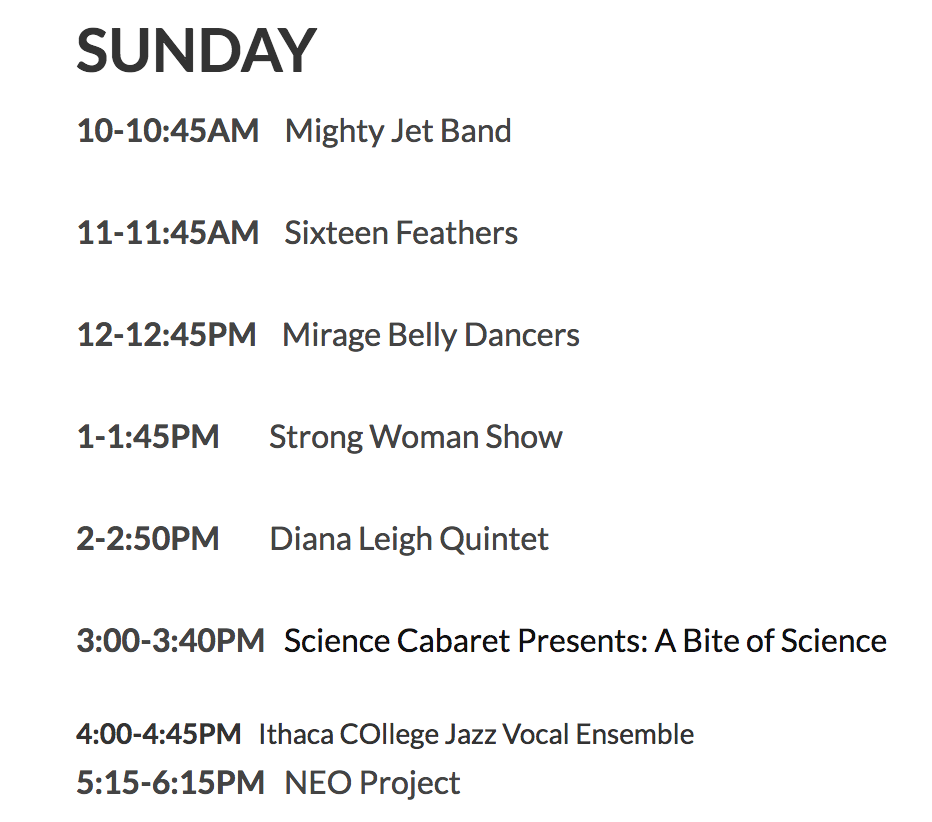 SUNDAY
10-10:45AM Mighty Jet Band
11-11:45AM Sixteen Feathers
12-12:45PM Mirage Belly Dancers
1-1:45PM Strong Woman Show
2-2:50PM Diana Leigh Quintet
3:00-3:40PM Science Cabaret Presents: A Bite of Science
4:00-4:45PM Ithaca COllege Jazz Vocal Ensemble
5:15-6:15PM NEO Project